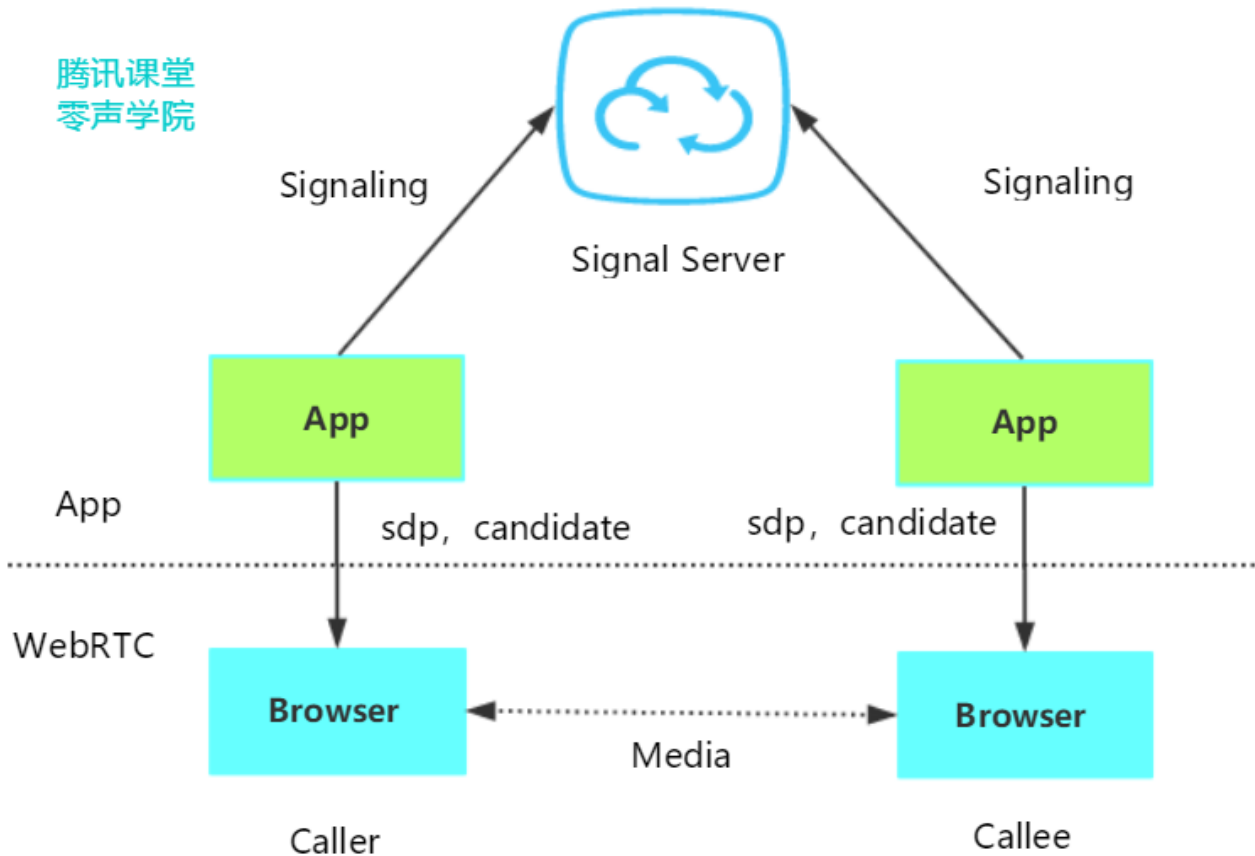 腾讯课堂
零声学院
Signaling
Signaling
Signal Server
App
App
App
sdp，candidate
sdp，candidate
WebRTC
Browser
Browser
Media
Caller
Callee